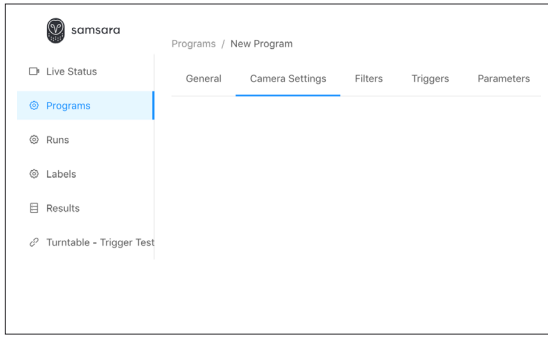 samsara
Programs / New Program
Live Status
General Camera Settings Filters Triggers Parameters
Programs
Runs
Labels
Results
Turntable - Trigger Test